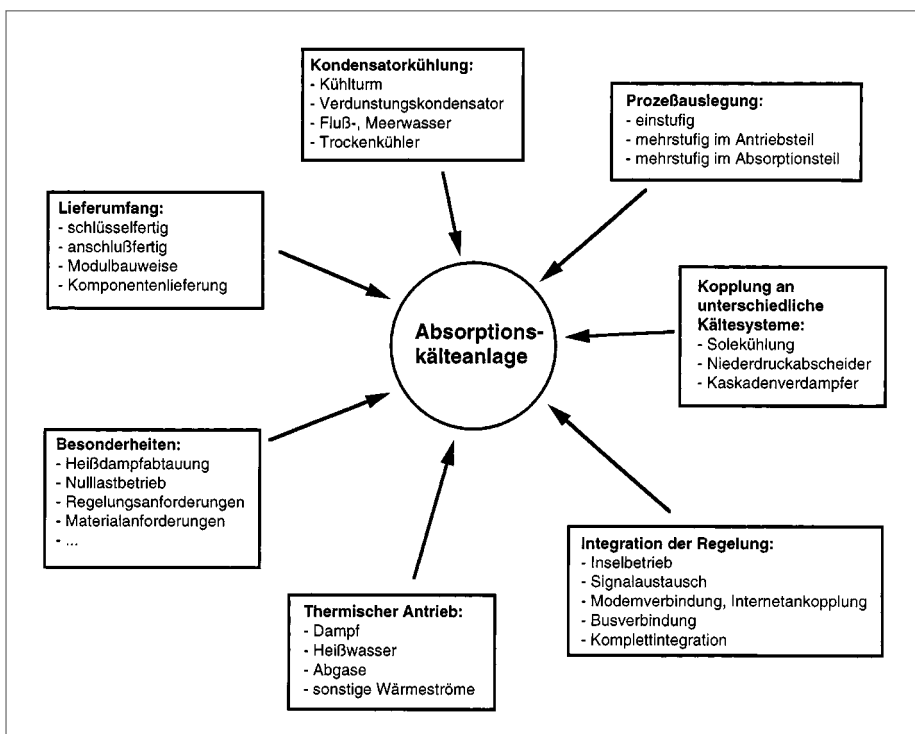 Kondensatorkühlung:
- Kühlturm
- Verdunstungskondensator
- Fluß-, Meerwasser
- Trockenkühler
Prozeßauslegung:
- einstufig
- mehrstufig im Antriebsteil
- mehrstufig im Absorptionsteil
Lieferumfang:
- schlüsselfertig
- anschlußfertig
- Modulbauweise
- Komponentenlieferung
Absorptions-
kälteanlage
Kopplung an
unterschiedliche
Kältesysteme:
- Solekühlung
- Niederdruckabscheider
- Kaskadenverdampfer
Besonderheiten:
- Heißdampfabtauung
- Nulllastbetrieb
- Regelungsanforderungen
- Materialanforderungen
- ...
Integration der Regelung:
- Inselbetrieb
- Signalaustausch
- Modemverbindung, Internetankopplung
- Busverbindung
- Komplettintegration
Thermischer Antrieb:
- Dampf
- Heißwasser
- Abgase
- sonstige Wärmeströme